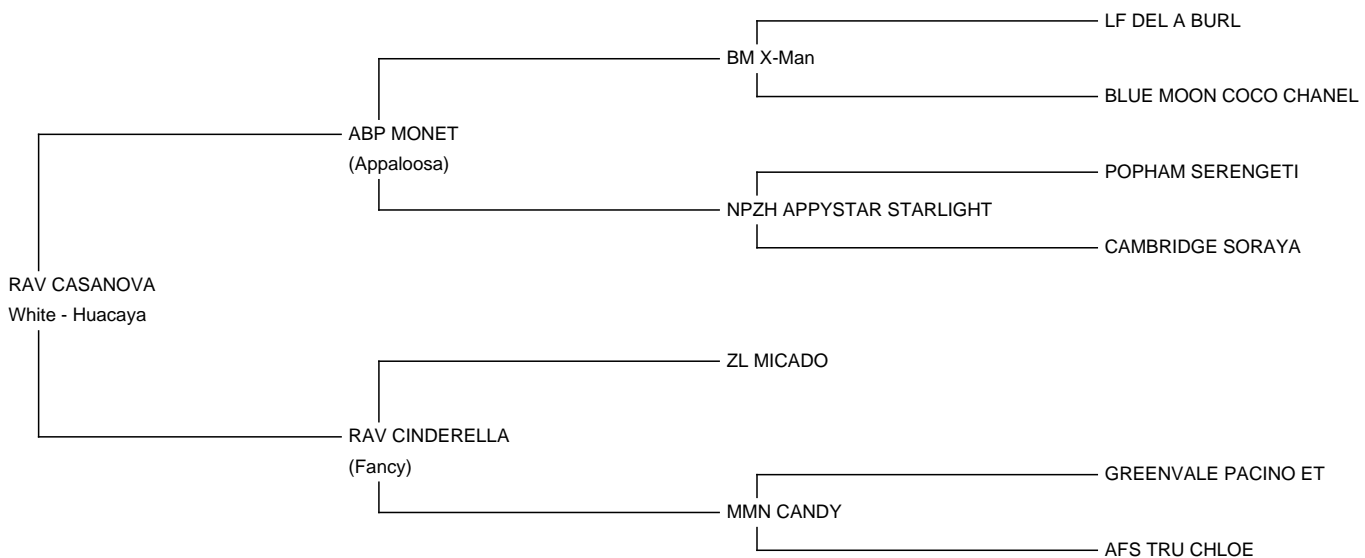 LF DEL A BURL
BM X-Man
BLUE MOON COCO CHANEL
ABP MONET
(Appaloosa)
POPHAM SERENGETI
NPZH APPYSTAR STARLIGHT
CAMBRIDGE SORAYA
RAV CASANOVA
White - Huacaya
ZL MICADO
RAV CINDERELLA
(Fancy)
GREENVALE PACINO ET
MMN CANDY
AFS TRU CHLOE